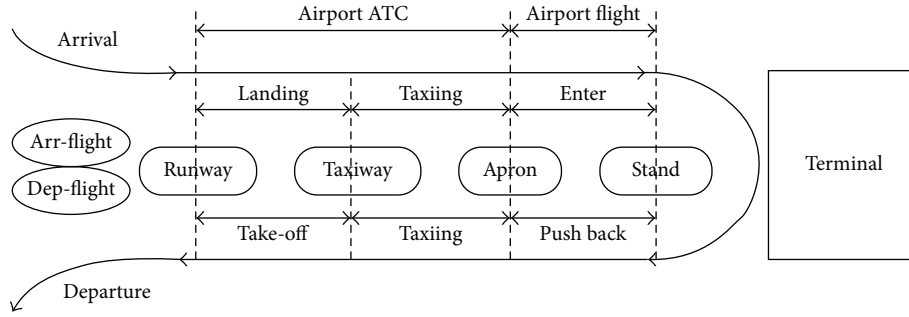 Airport ATC
Airport flight
Arrival
Landing
Taxiing
Enter
Arr-flight
Dep-flight
Runway
Taxiway
Apron
Stand
Terminal
Take-off
Taxiing
Push back
Departure